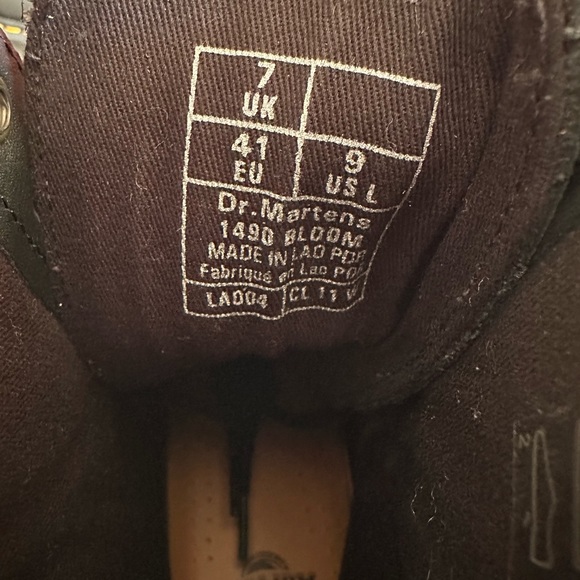 7
UK
41
EU
9
US L
Dr.Martens
1490 BLOOM
MADE IN LAO PDR
Fabriqué en Lao PDR
LA004
CL 11 V